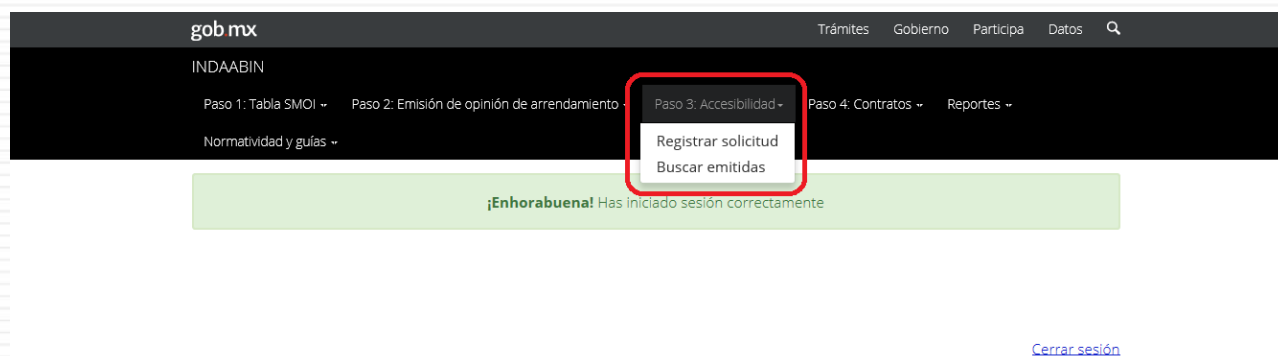 gob.mx Trámites Gobierno Participa Datos
INDAABIN
Paso 1: Tabla SMOI Paso 2: Emisión de opinión de arrendamiento Paso 3: Accesibilidad Paso 4: Contratos Reportes
Normatividad y guías
Registrar solicitud
Buscar emitidas
¡Enhorabuena! Has iniciado sesión correctamente
Cerrar sesión